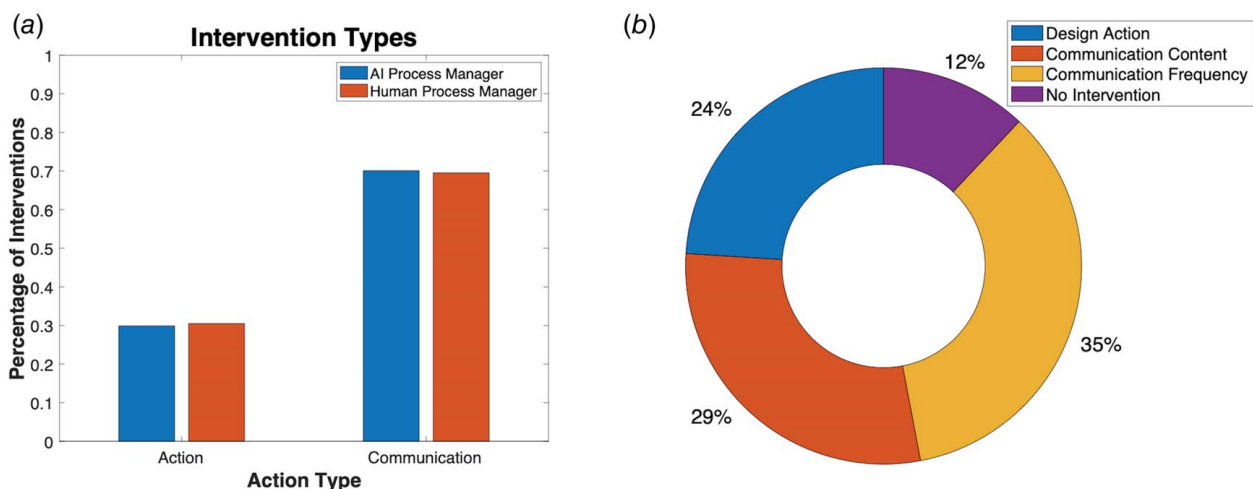 (a)
Intervention Types
1
0.9
0.8
0.7
0.6
0.5
0.4
0.3
0.2
0.1
0
Percentage of Interventions
AI Process Manager
Human Process Manager
Action
Communication
Action Type
(b)
Design Action
Communication Content
Communication Frequency
No Intervention
12%
24%
35%
29%